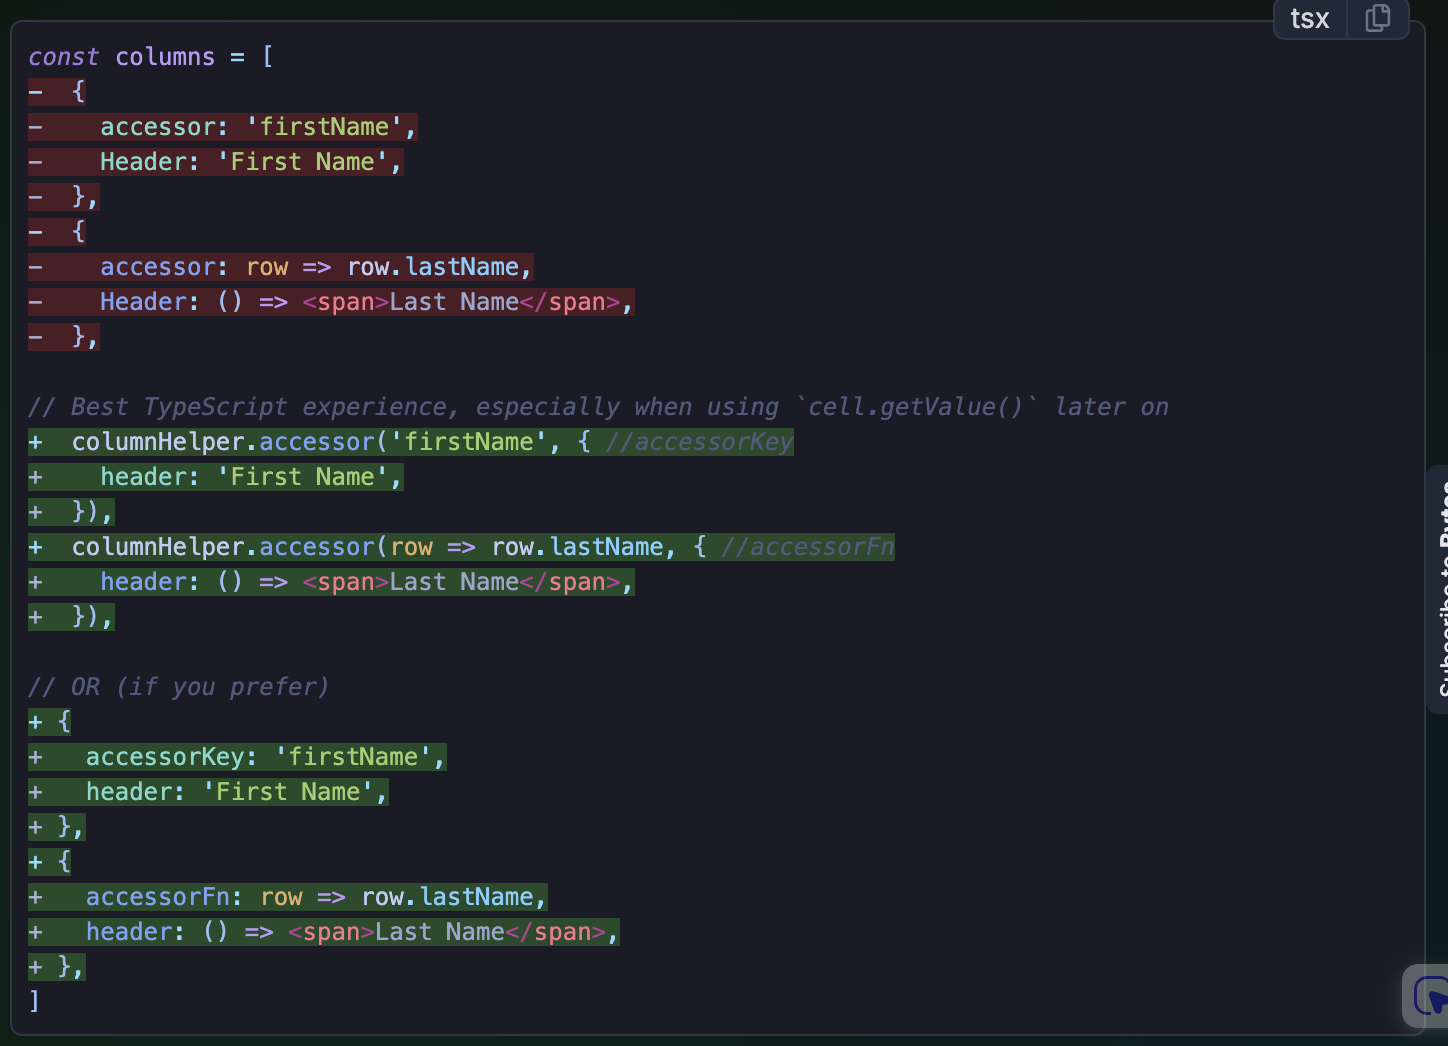 tsx
const columns = [
-  {
-    accessor: 'firstName',
-    Header: 'First Name',
-  },
-  {
-    accessor: row => row.lastName,
-    Header: () => <span>Last Name</span>,
-  },

// Best TypeScript experience, especially when using `cell.getValue()` later on
+  columnHelper.accessor('firstName', { //accessorKey
+    header: 'First Name',
+  }),
+  columnHelper.accessor(row => row.lastName, { //accessorFn
+    header: () => <span>Last Name</span>,
+  }),

// OR (if you prefer)
+ {
+   accessorKey: 'firstName',
+   header: 'First Name',
+ },
+ {
+   accessorFn: row => row.lastName,
+   header: () => <span>Last Name</span>,
+ },
]
Subscribe to Bytes